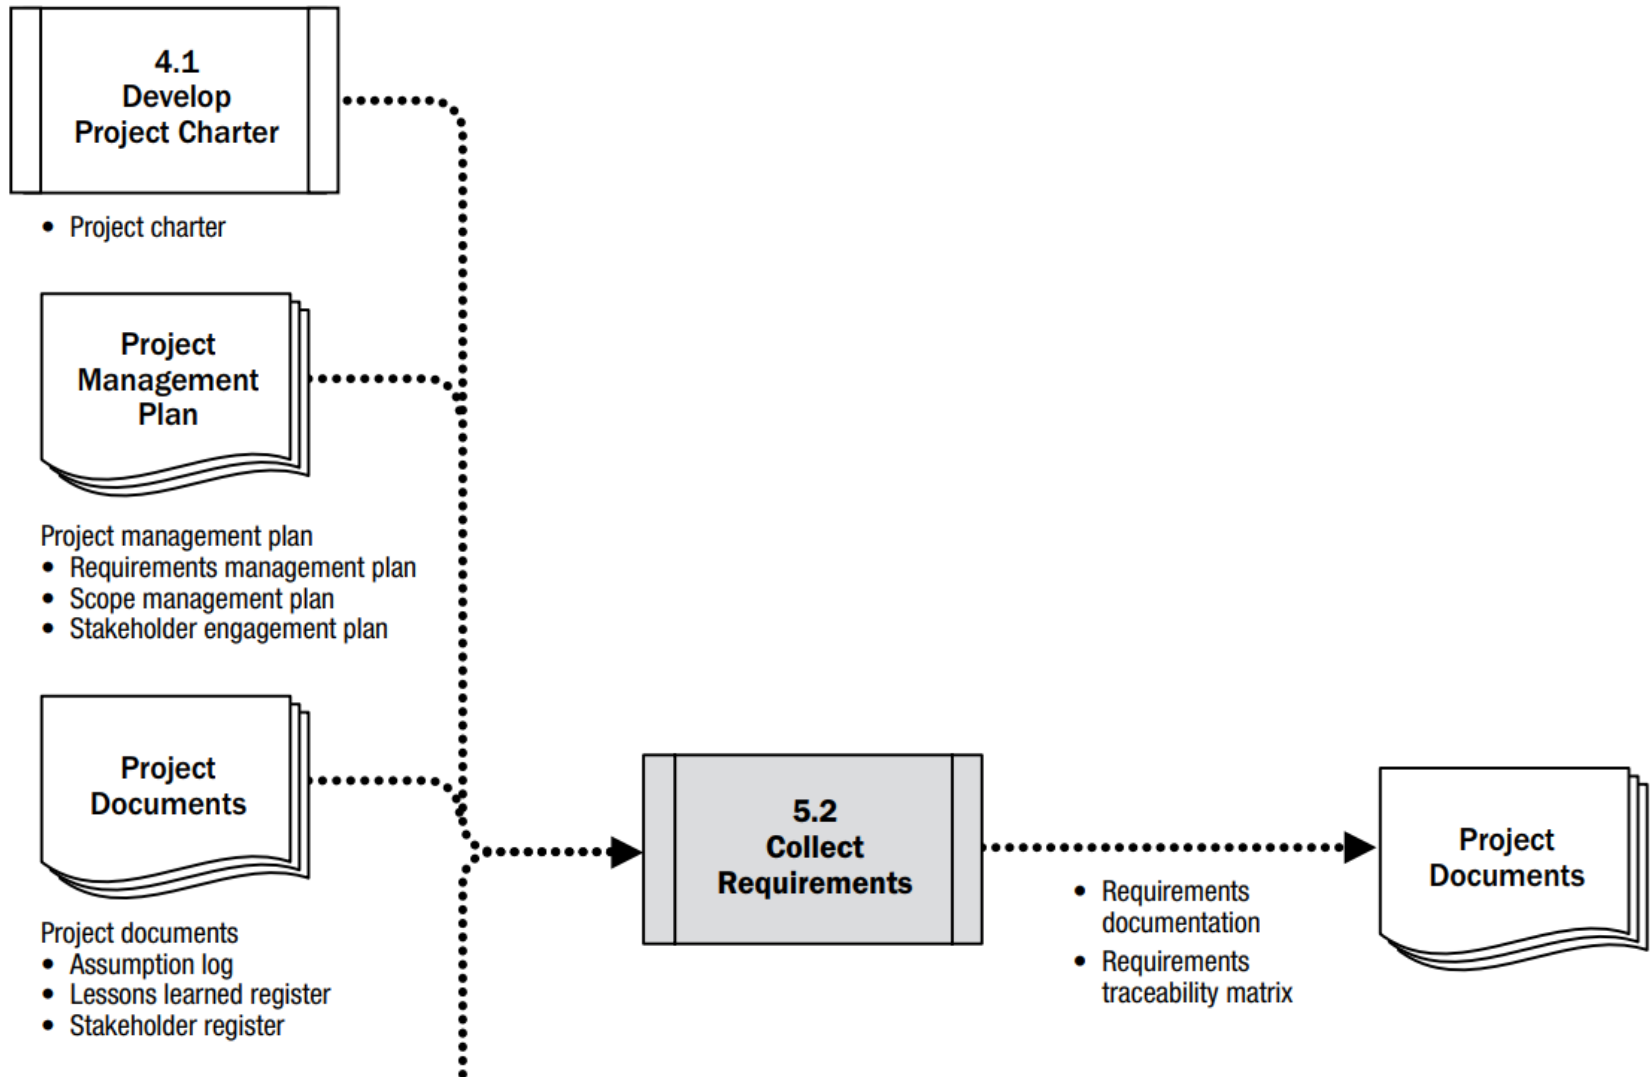 4.1
Develop
Project Charter
• Project charter
Project
Management
Plan
Project management plan
• Requirements management plan
• Scope management plan
• Stakeholder engagement plan
Project
Documents
Project documents
• Assumption log
• Lessons learned register
• Stakeholder register
5.2
Collect
Requirements
• Requirements
documentation
• Requirements
traceability matrix
Project
Documents